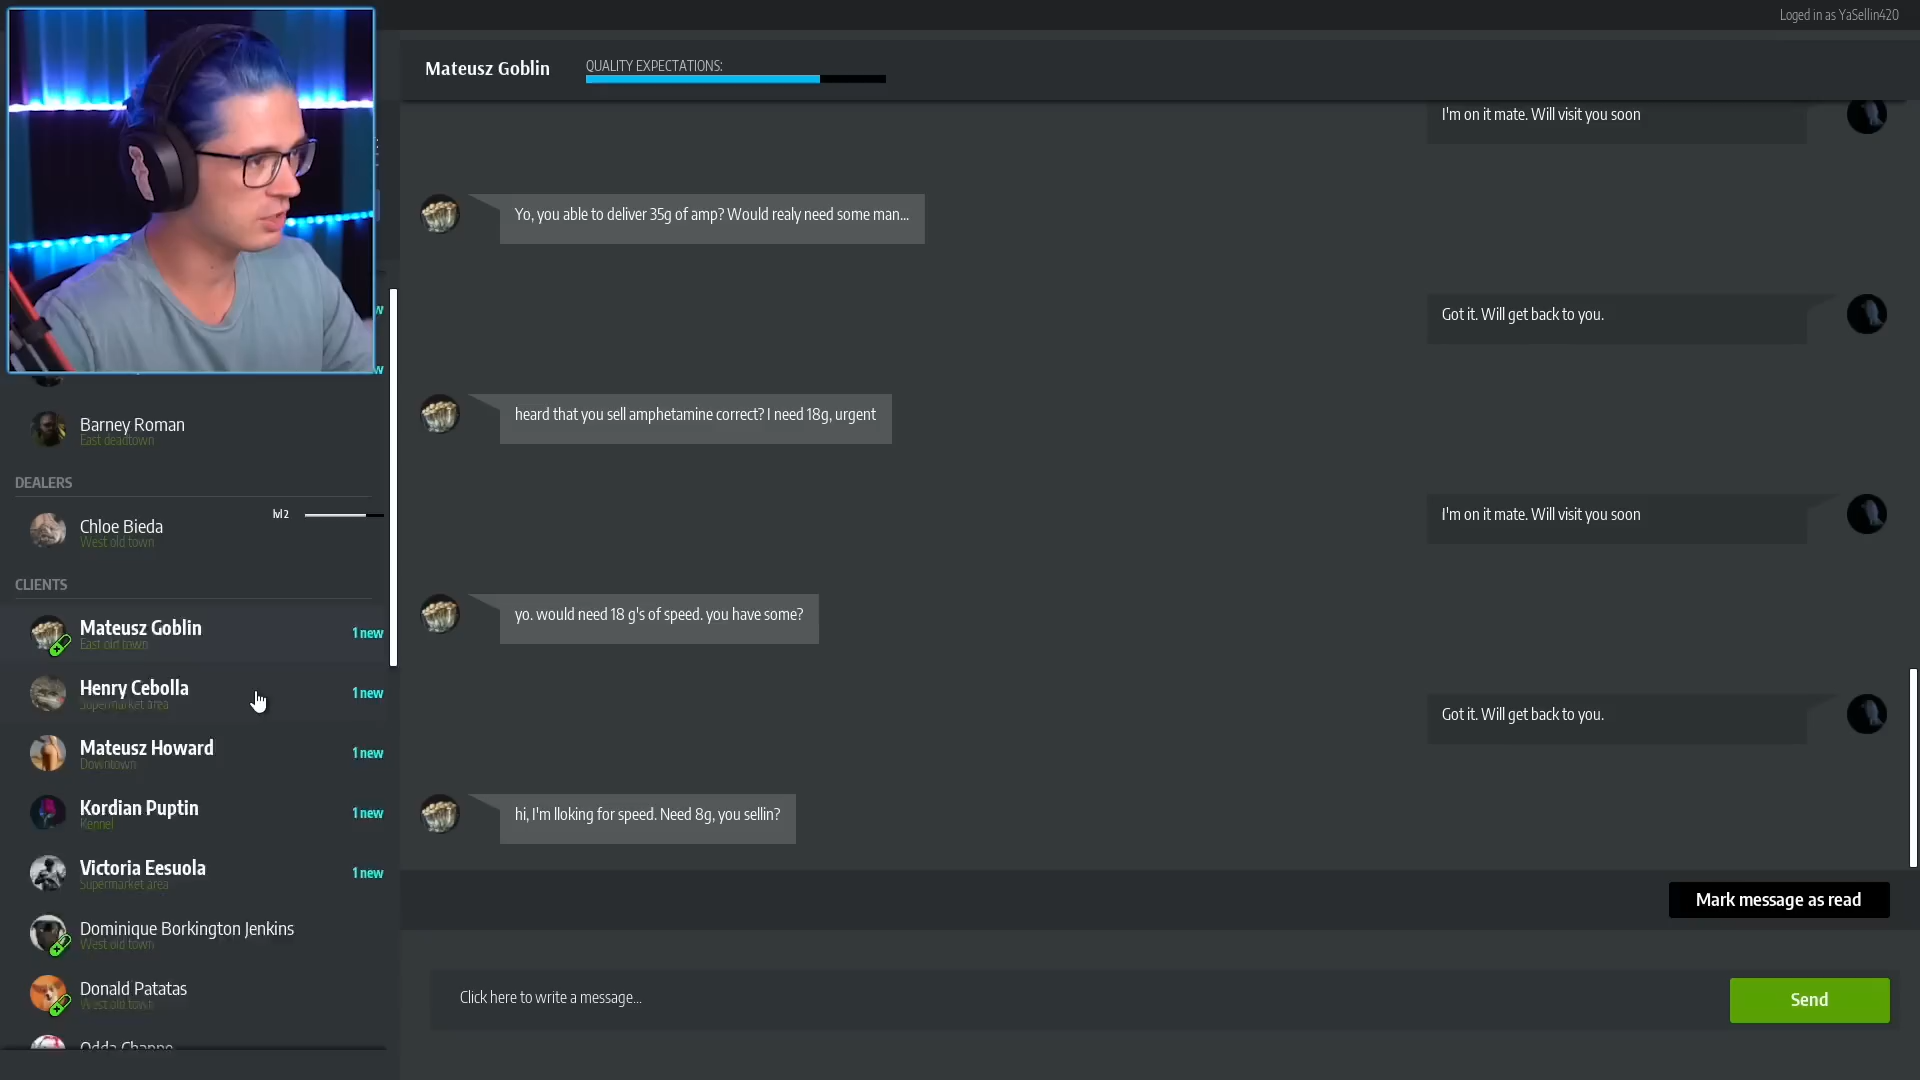 Loged in as YaSellin420
Mateusz Goblin
QUALITY EXPECTATIONS:
I'm on it mate. Will visit you soon
Yo, you able to deliver 35g of amp? Would realy need some man...
Got it. Will get back to you.
heard that you sell amphetamine correct? I need 18g, urgent
I'm on it mate. Will visit you soon
yo. would need 18 g's of speed. you have some?
Got it. Will get back to you.
hi, I'm lloking for speed. Need 8g, you sellin?
Mark message as read
Click here to write a message...
Send
Barney Roman
East deadtown
DEALERS
Chloe Bieda
lvl 2
West old town
CLIENTS
Mateusz Goblin
1 new
East old town
Henry Cebolla
1 new
Supermarket area
Mateusz Howard
1 new
Downtown
Kordian Puptin
1 new
Kennel
Victoria Eesuola
1 new
Supermarket area
Dominique Borkington Jenkins
West old town
Donald Patatas
West old town